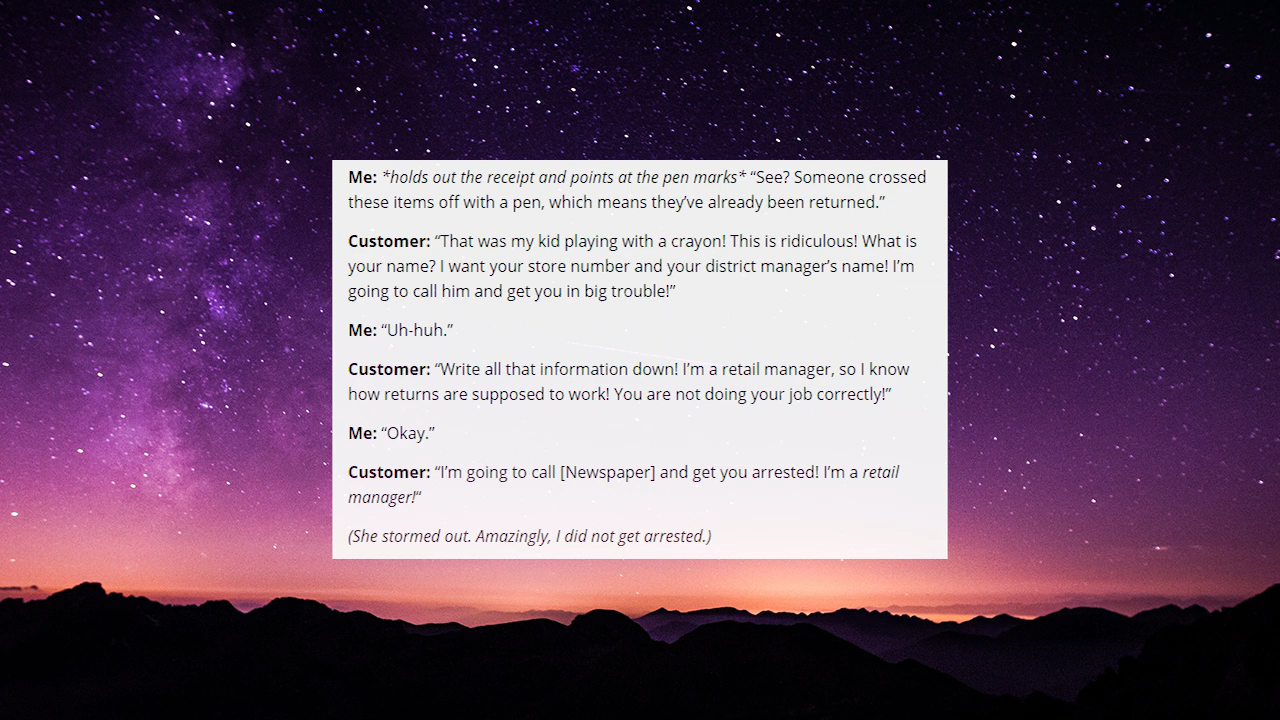 Me: *holds out the receipt and points at the pen marks* “See? Someone crossed
these items off with a pen, which means they’ve already been returned.”
Customer: “That was my kid playing with a crayon! This is ridiculous! What is
your name? I want your store number and your district manager’s name! I’m
going to call him and get you in big trouble!”
Me: “Uh-huh.”
Customer: “Write all that information down! I’m a retail manager, so I know
how returns are supposed to work! You are not doing your job correctly!”
Me: “Okay.”
Customer: “I’m going to call [Newspaper] and get you arrested! I’m a retail
manager!“
(She stormed out. Amazingly, I did not get arrested.)